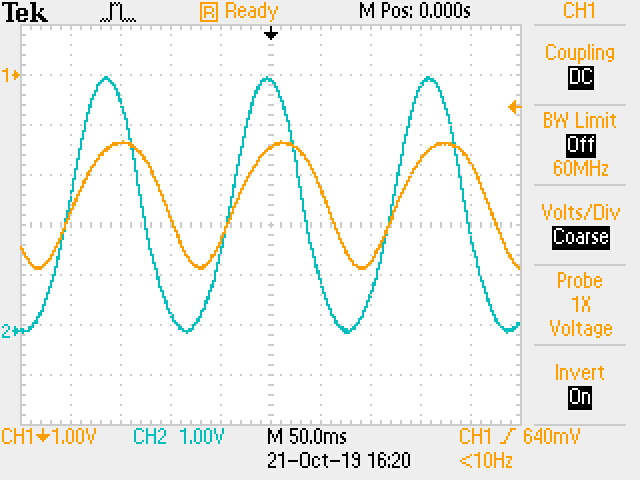 Tek R Ready M Pos: 0.000s CH1
Coupling
DC
BW Limit
Off
60MHz
Volts/Div
Coarse
Probe
1X
Voltage
Invert
On
1
2
CH1 1.00V CH2 1.00V M 50.0ms CH1 640mV
21-Oct-19 16:20 <10Hz